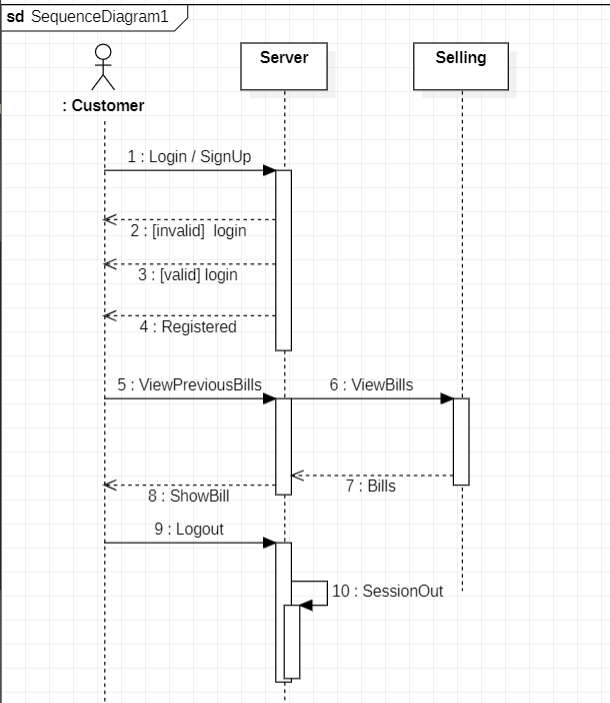 sd SequenceDiagram1
Server
Selling
: Customer
1 : Login / SignUp
2 : [invalid] login
3 : [valid] login
4 : Registered
5 : ViewPreviousBills
6 : ViewBills
7 : Bills
8 : ShowBill
9 : Logout
10 : SessionOut